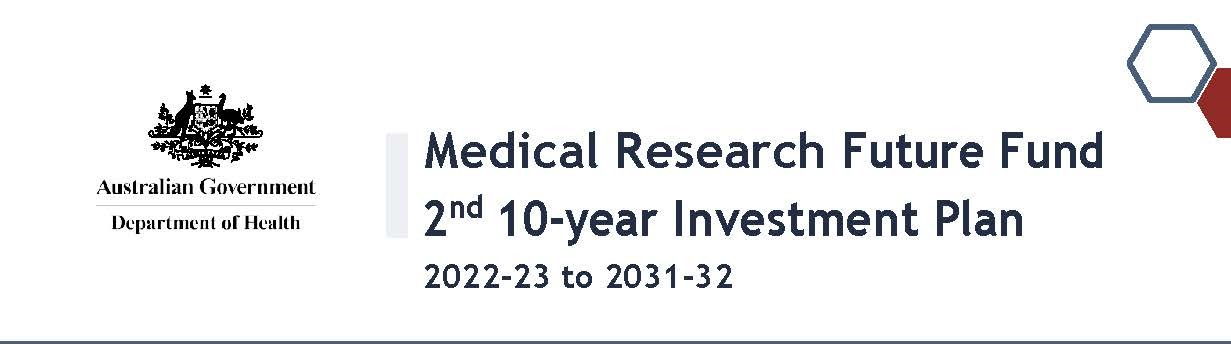 Australian Government
Department of Health
Medical Research Future Fund
2nd 10-year Investment Plan
2022-23 to 2031-32